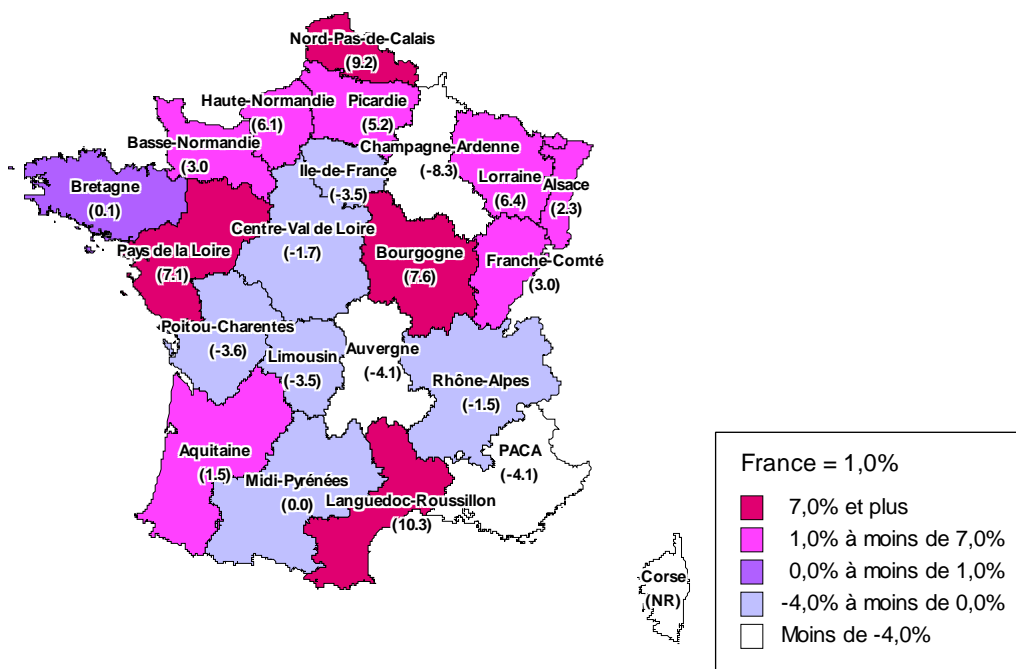 Nord-Pas-de-Calais
(9.2)
Haute-Normandie
(6.1)
Picardie
(5.2)
Basse-Normandie
(3.0
Champagne-Ardenne
(-8.3)
Ile-de-France
(-3.5)
Lorraine
(6.4)
Alsace
(2.3)
Bretagne
(0.1)
Pays de la Loire
(7.1)
Centre-Val de Loire
(-1.7)
Bourgogne
(7.6)
Franche-Comté
(3.0)
Poitou-Charentes
(-3.6)
Limousin
(-3.5)
Auvergne
(-4.1)
Rhône-Alpes
(-1.5)
Aquitaine
(1.5)
Midi-Pyrénées
(0.0)
Languedoc-Roussillon
(10.3)
PACA
(-4.1)
Corse
(NR)
France = 1,0%
7,0% et plus
1,0% à moins de 7,0%
0,0% à moins de 1,0%
-4,0% à moins de 0,0%
Moins de -4,0%